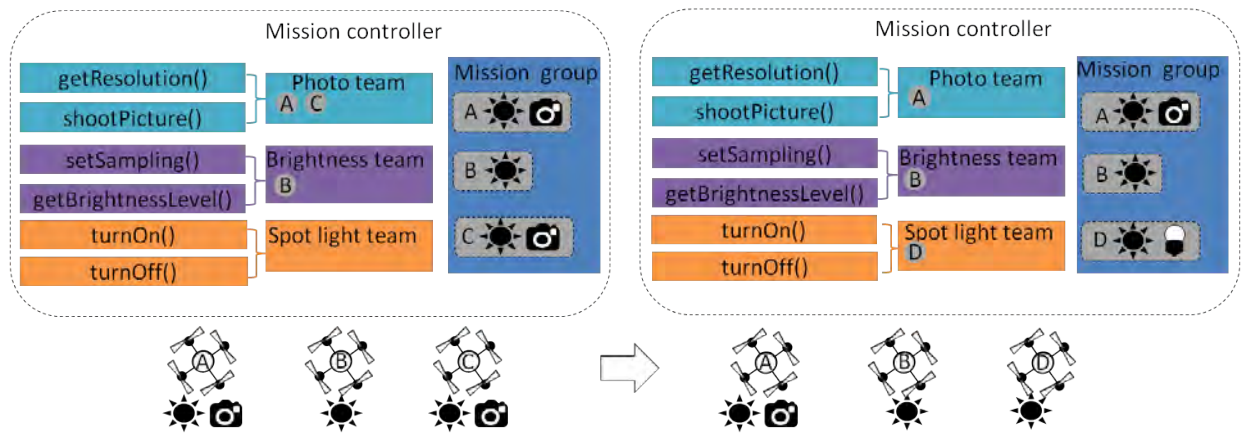 Mission controller
getResolution()
shootPicture()
Photo team
A C
setSampling()
getBrightnessLevel()
Brightness team
B
turnOn()
turnOff()
Spot light team
Mission group
A
B
C
A
B
C
Mission controller
getResolution()
shootPicture()
Photo team
A
setSampling()
getBrightnessLevel()
Brightness team
B
turnOn()
turnOff()
Spot light team
D
Mission group
A
B
D
A
B
D